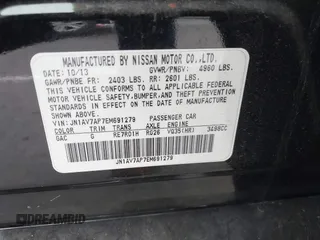 MANUFACTURED BY NISSAN MOTOR CO.,LTD.
DATE: 10/13 GVWR/PNBV: 4960 LBS.
GAWR/PNBE FR: 2403 LBS. RR: 2601 LBS.
THIS VEHICLE CONFORMS TO ALL APPLICABLE FEDERAL
MOTOR VEHICLE SAFETY, BUMPER, AND THEFT PREVENTION
STANDARDS IN EFFECT ON THE DATE OF MANUFACTURE
SHOWN ABOVE.
VIN: JN1AV7AP7EM691279 PASSENGER CAR
TRIM TRANS AXLE ENGINE
GAC G RE7R01H RG26 VQ35(HR) 3498CC
JN1AV7AP7EM691279
DREAMBID